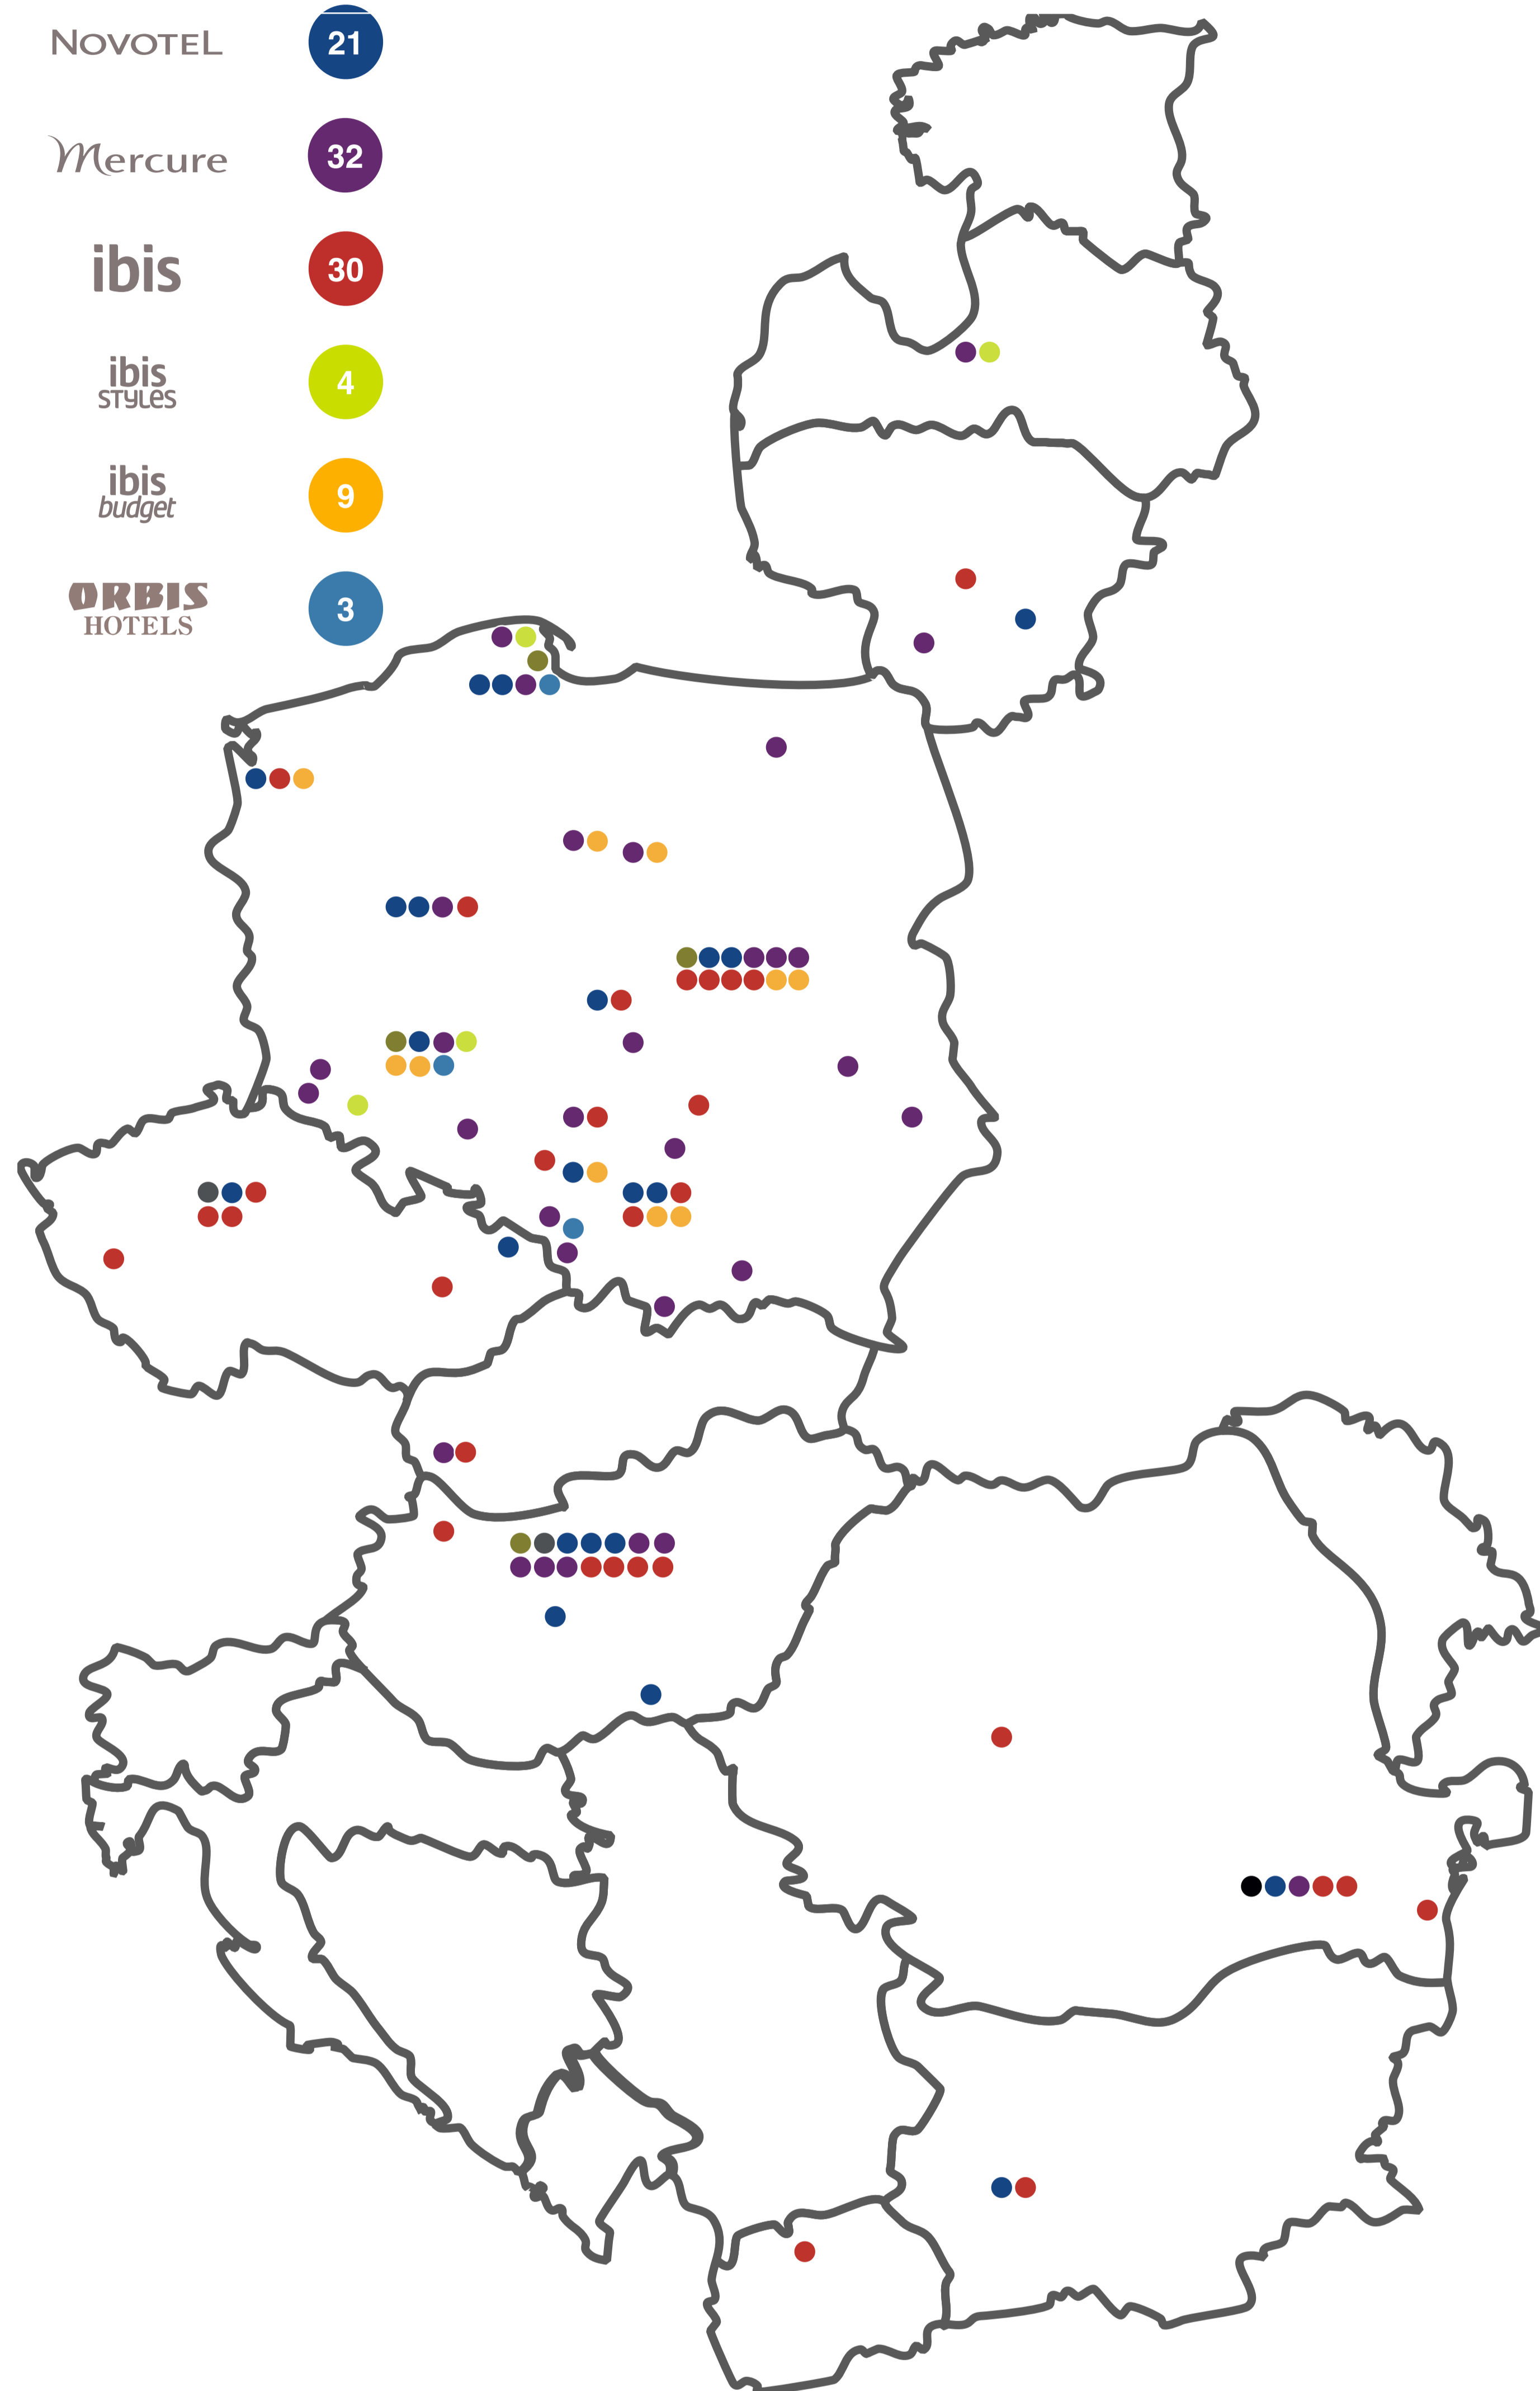 NOVOTEL 21
Mercure 32
ibis 30
ibis
STYLES 4
ibis
budget 9
ORBIS
HOTELS 3